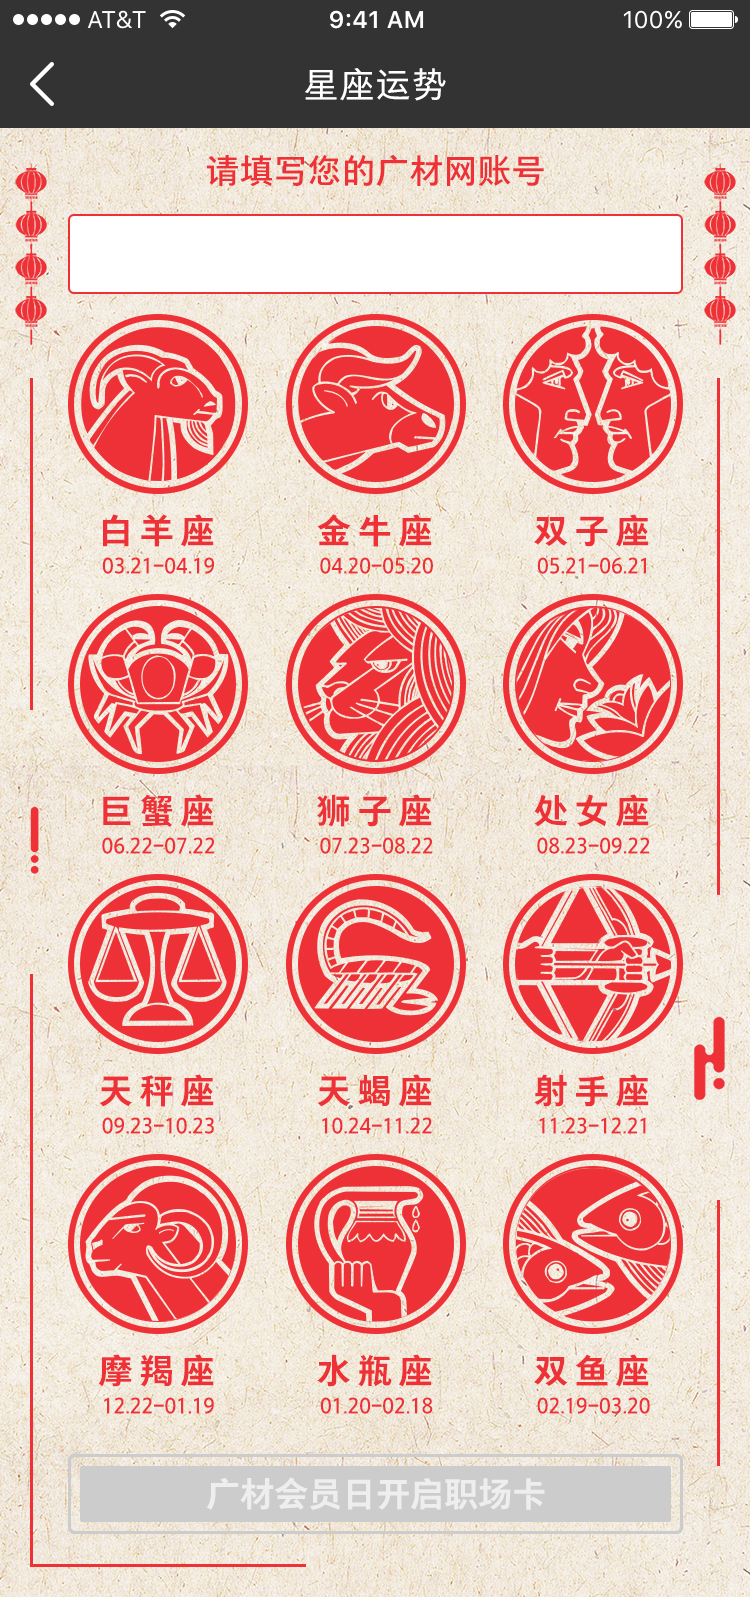 AT&T 9:41 AM 100%
星座运势
请填写您的广材网账号
白羊座 金牛座 双子座
03.21-04.19 04.20-05.20 05.21-06.21
巨蟹座 狮子座 处女座
06.22-07.22 07.23-08.22 08.23-09.22
天秤座 天蝎座 射手座
09.23-10.23 10.24-11.22 11.23-12.21
摩羯座 水瓶座 双鱼座
12.22-01.19 01.20-02.18 02.19-03.20
广材会员日开启职场卡